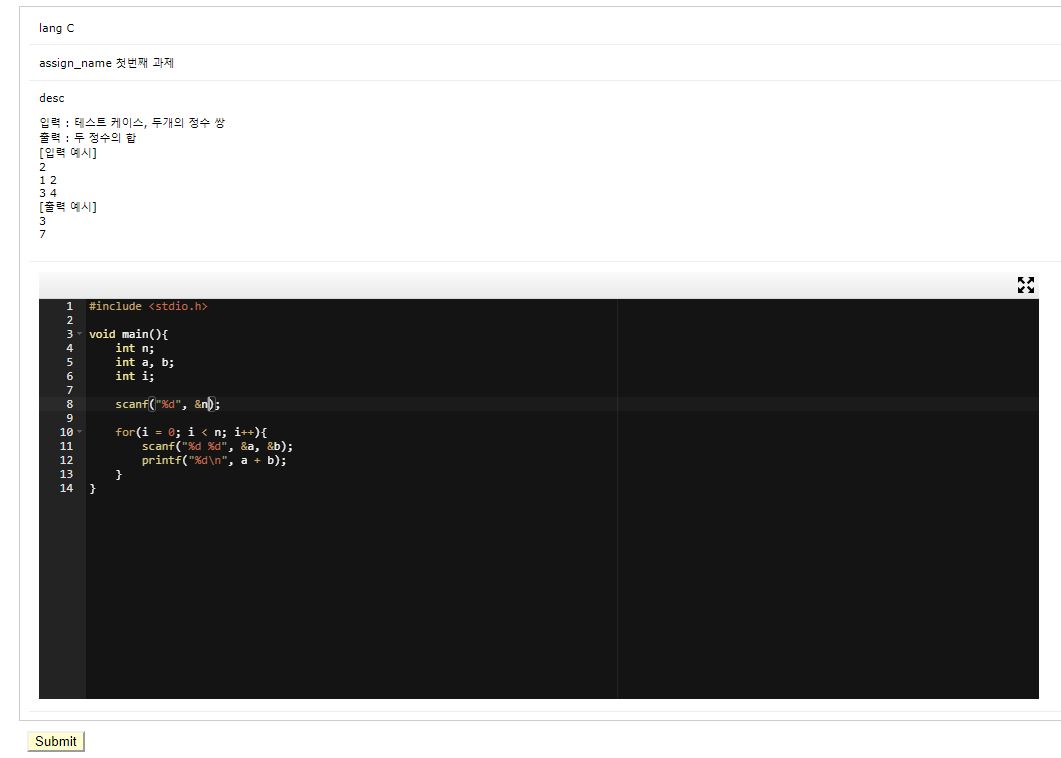 lang C
assign_name 첫번째 과제
desc
입력 : 테스트 케이스, 두개의 정수 쌍
출력 : 두 정수의 합
[입력 예시]
2
1 2
3 4
[출력 예시]
3
7
1 #include <stdio.h>
2
3 void main(){
4     int n;
5     int a, b;
6     int i;
7
8     scanf("%d", &n);
9
10     for(i = 0; i < n; i++){
11         scanf("%d %d", &a, &b);
12         printf("%d\n", a + b);
13     }
14 }
Submit